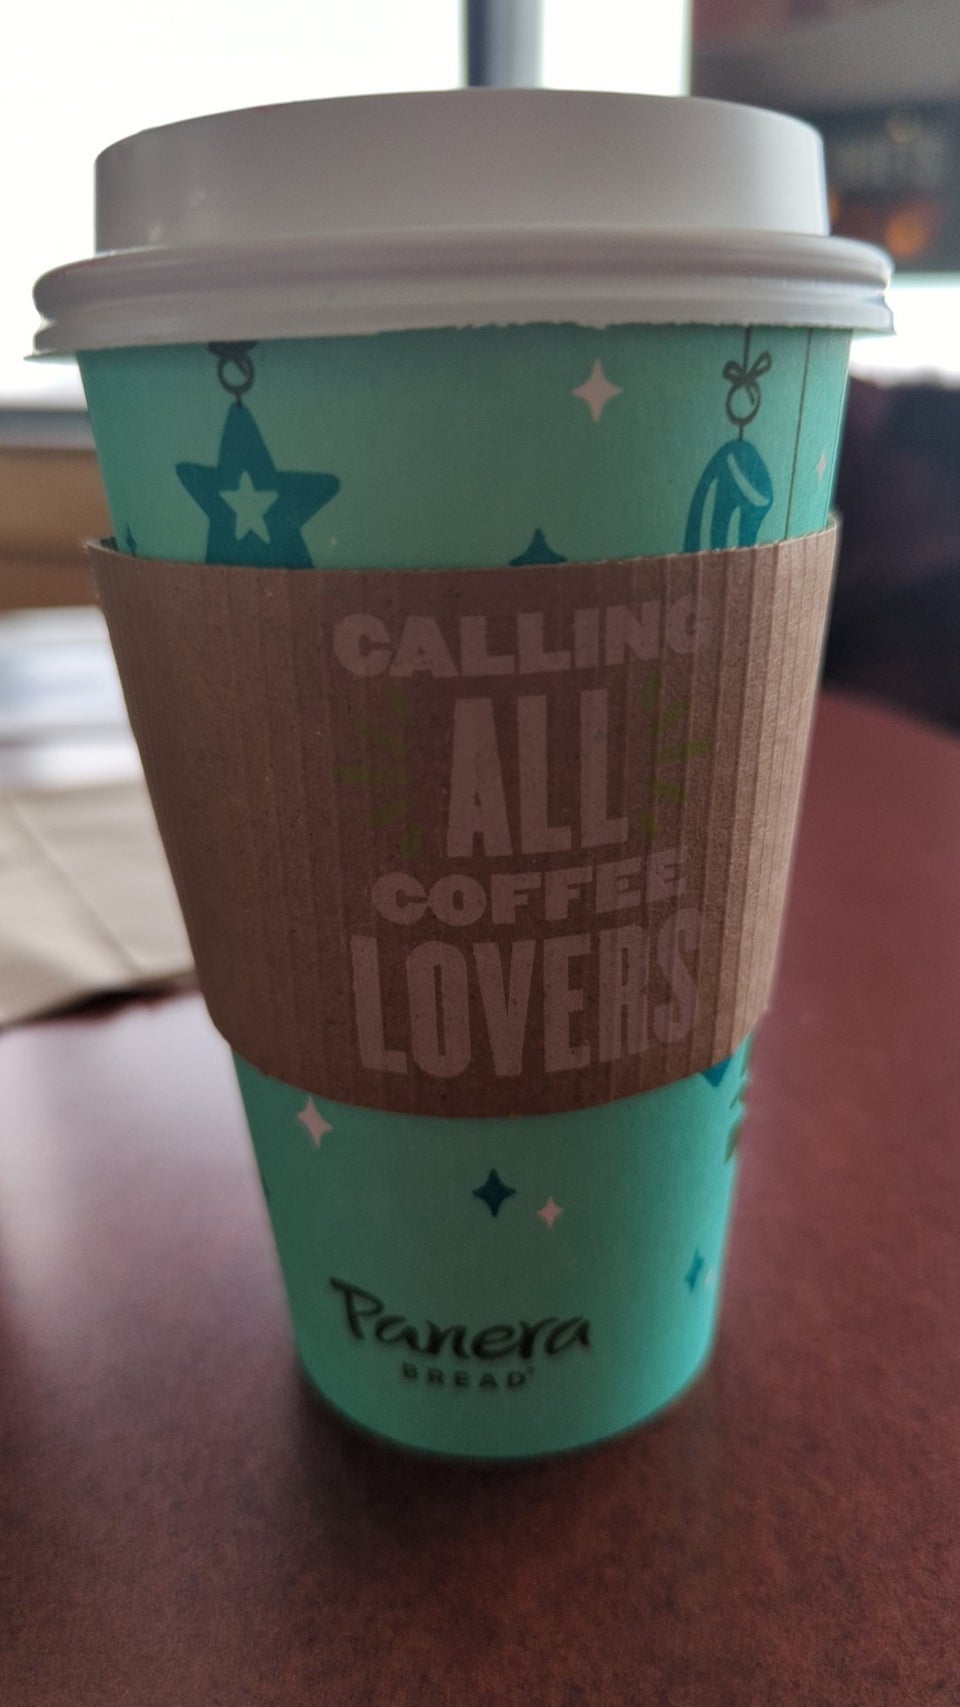 CALLING
ALL
COFFEE
LOVERS
Panera
BREAD®